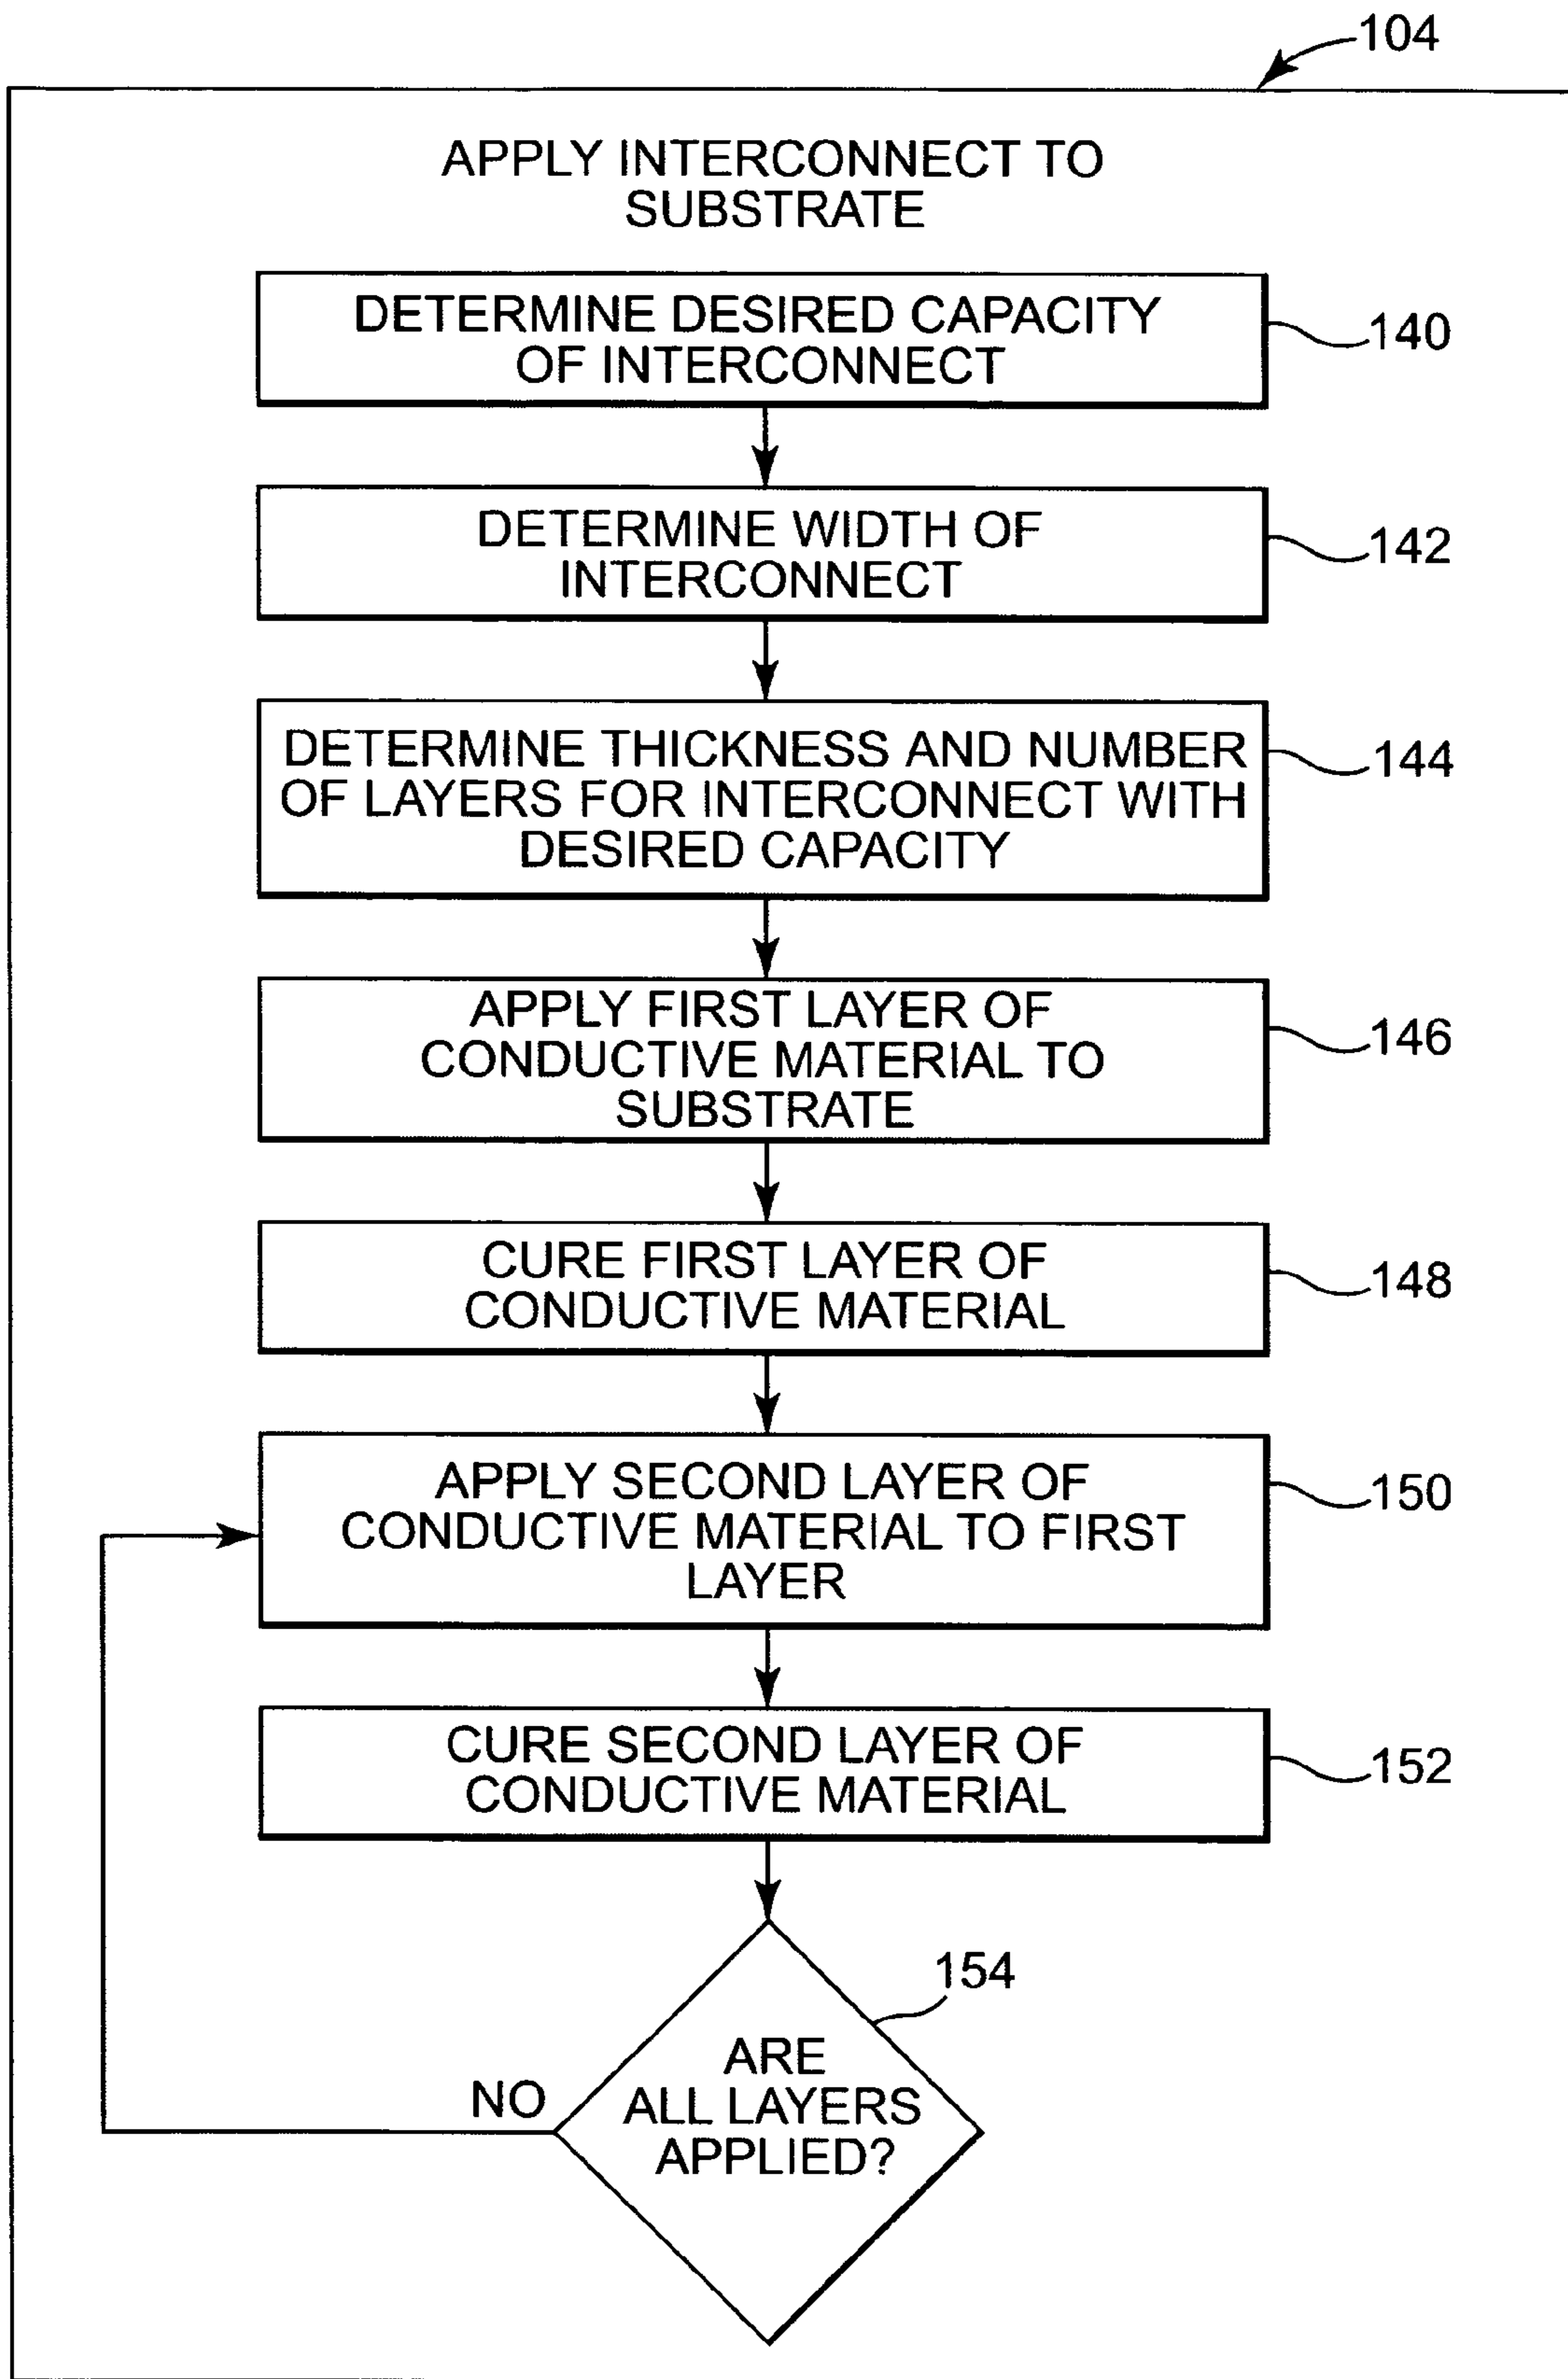 104
APPLY INTERCONNECT TO
SUBSTRATE
DETERMINE DESIRED CAPACITY
OF INTERCONNECT
140
DETERMINE WIDTH OF
INTERCONNECT
142
DETERMINE THICKNESS AND NUMBER
OF LAYERS FOR INTERCONNECT WITH
DESIRED CAPACITY
144
APPLY FIRST LAYER OF
CONDUCTIVE MATERIAL TO
SUBSTRATE
146
CURE FIRST LAYER OF
CONDUCTIVE MATERIAL
148
APPLY SECOND LAYER OF
CONDUCTIVE MATERIAL TO FIRST
LAYER
150
CURE SECOND LAYER OF
CONDUCTIVE MATERIAL
152
154
ARE
ALL LAYERS
APPLIED?
NO